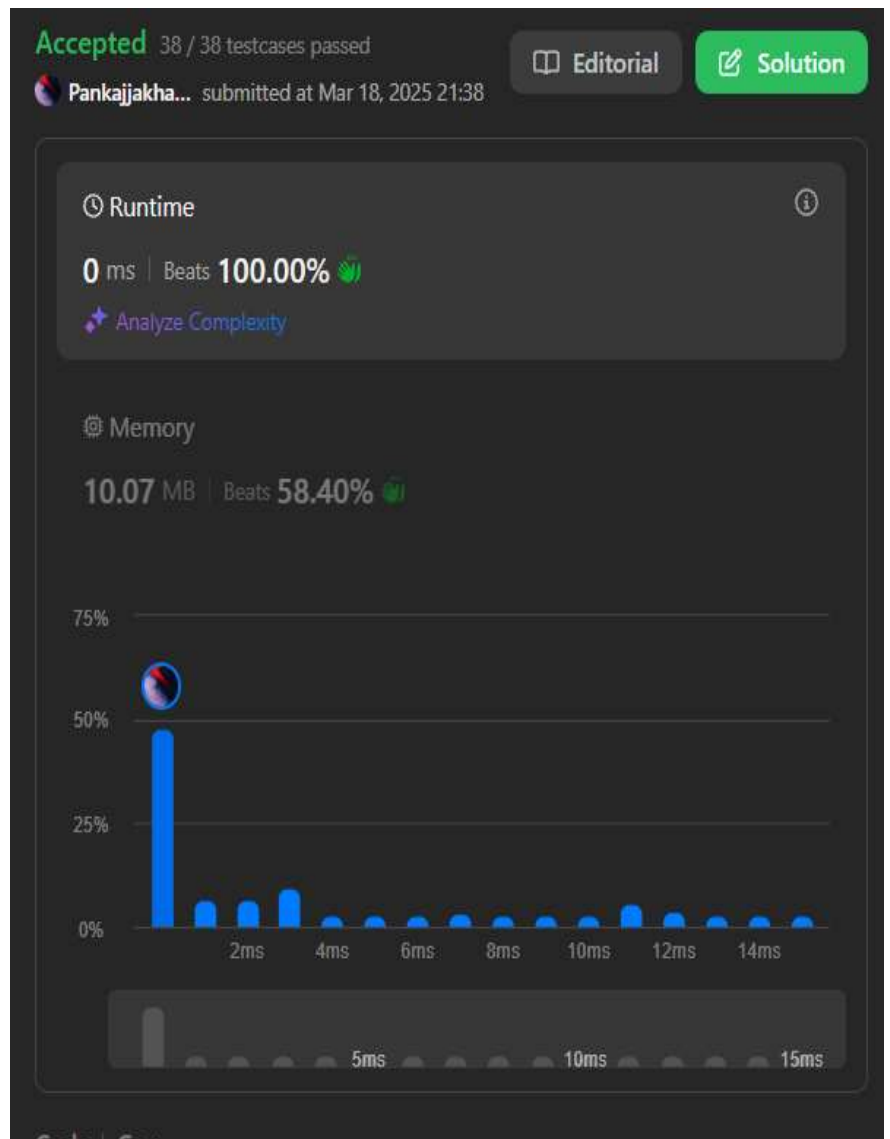 Accepted 38 / 38 testcases passed
Editorial
Solution
Pankajjakha... submitted at Mar 18, 2025 21:38
Runtime
0 ms | Beats 100.00%
Analyze Complexity
Memory
10.07 MB | Beats 58.40%
75%
50%
25%
0%
2ms 4ms 6ms 8ms 10ms 12ms 14ms
5ms 10ms 15ms